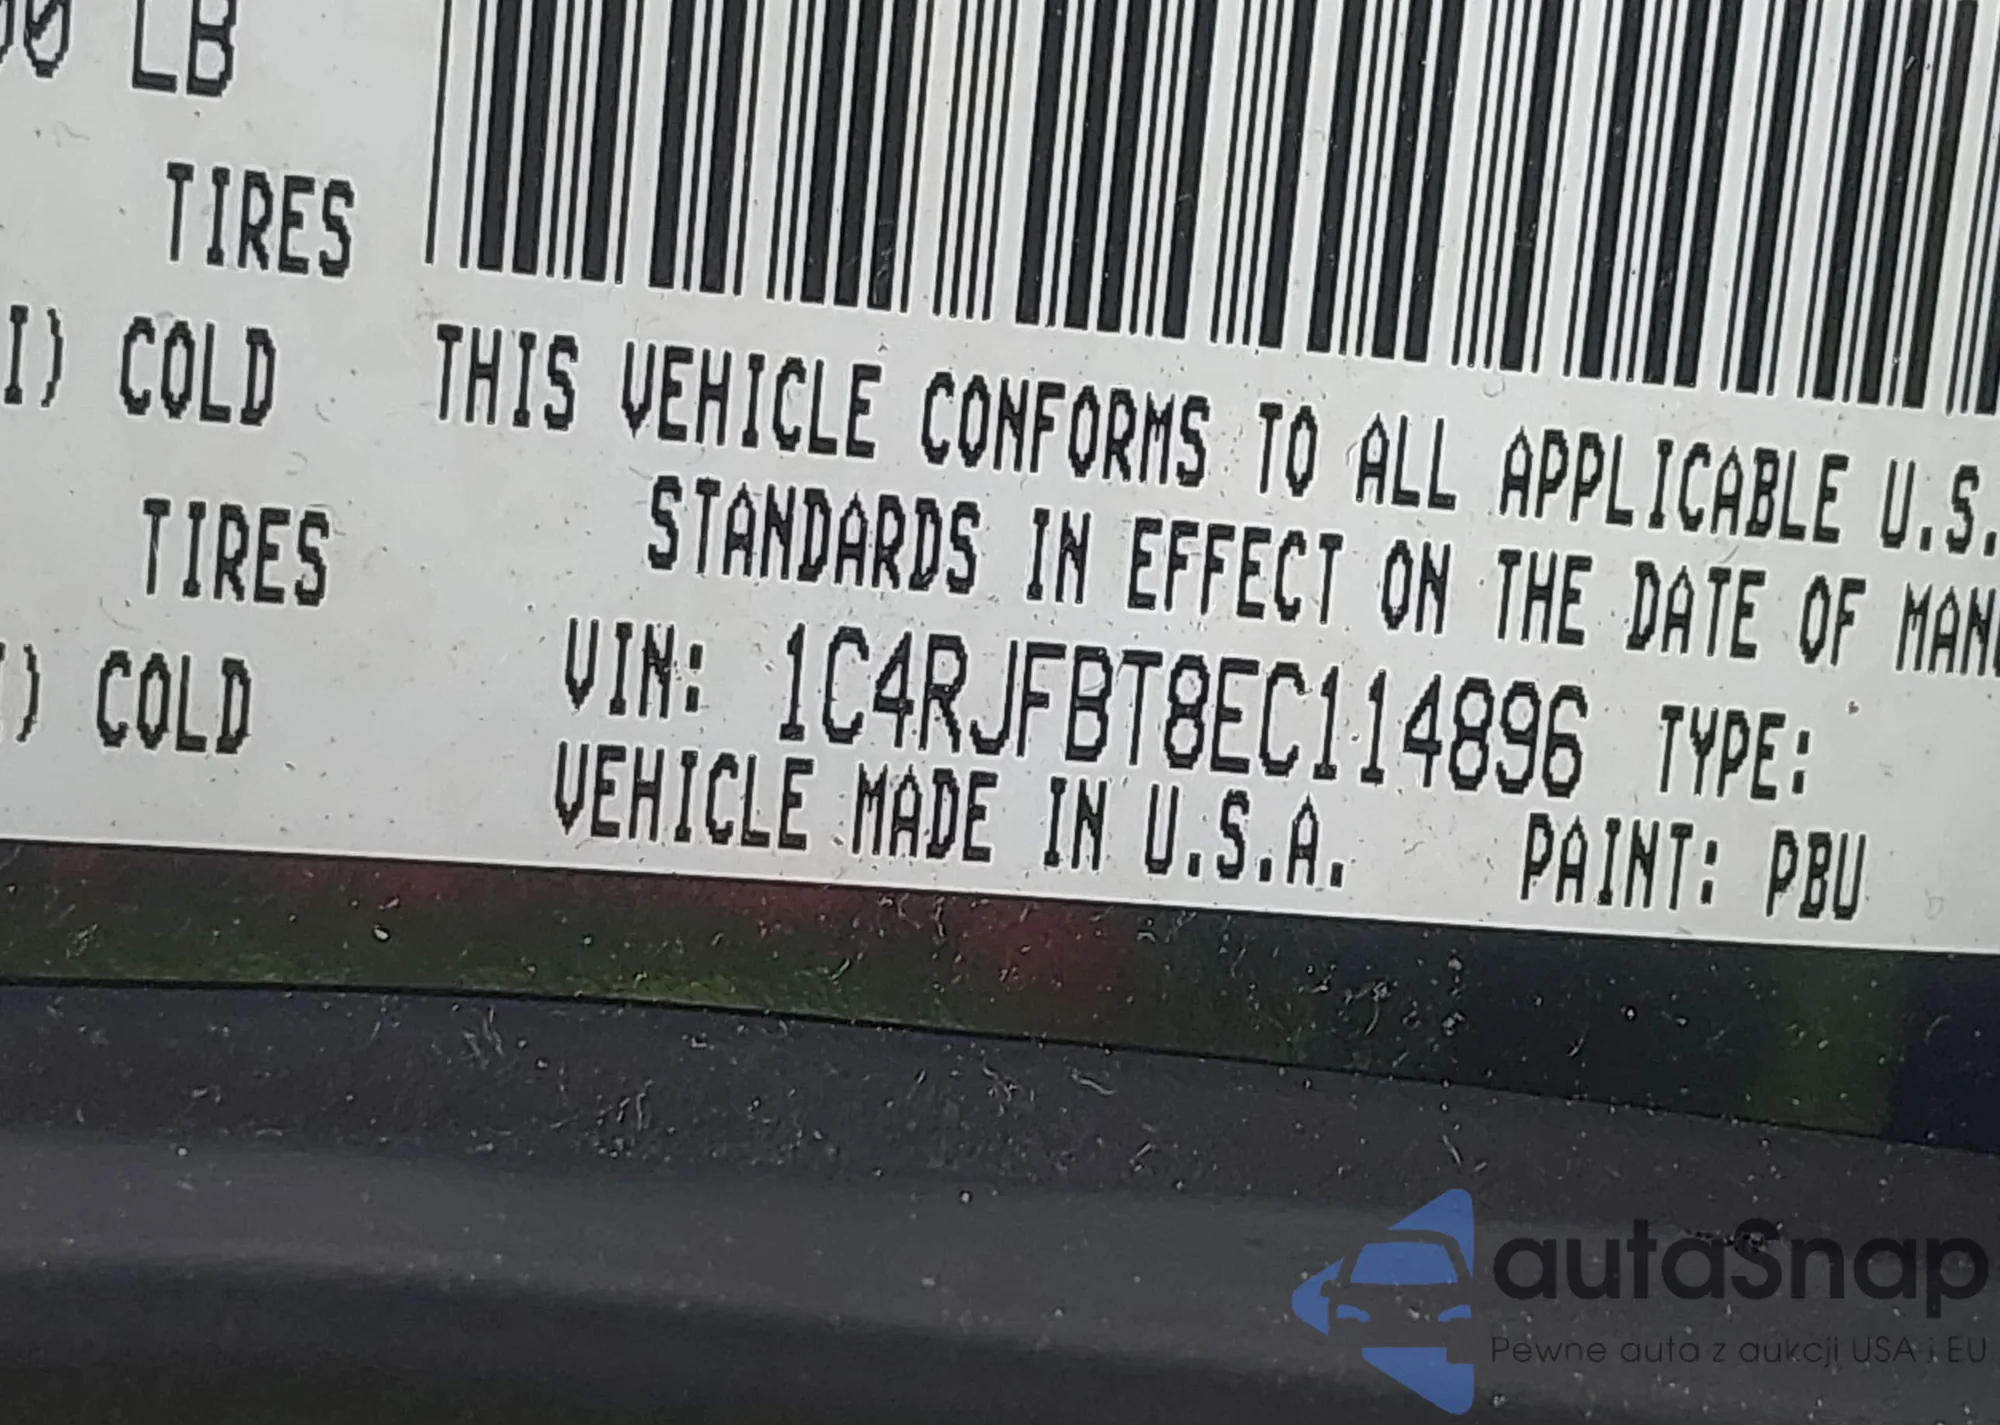 00 LB
TIRES
I) COLD
THIS VEHICLE CONFORMS TO ALL APPLICABLE U.S.
STANDARDS IN EFFECT ON THE DATE OF
TIRES
) COLD
VIN: 1C4RJFBT8EC114896 TYPE:
VEHICLE MADE IN U.S.A. PAINT: PBU
autaSnap
Pewne auta z aukcji USA i EU